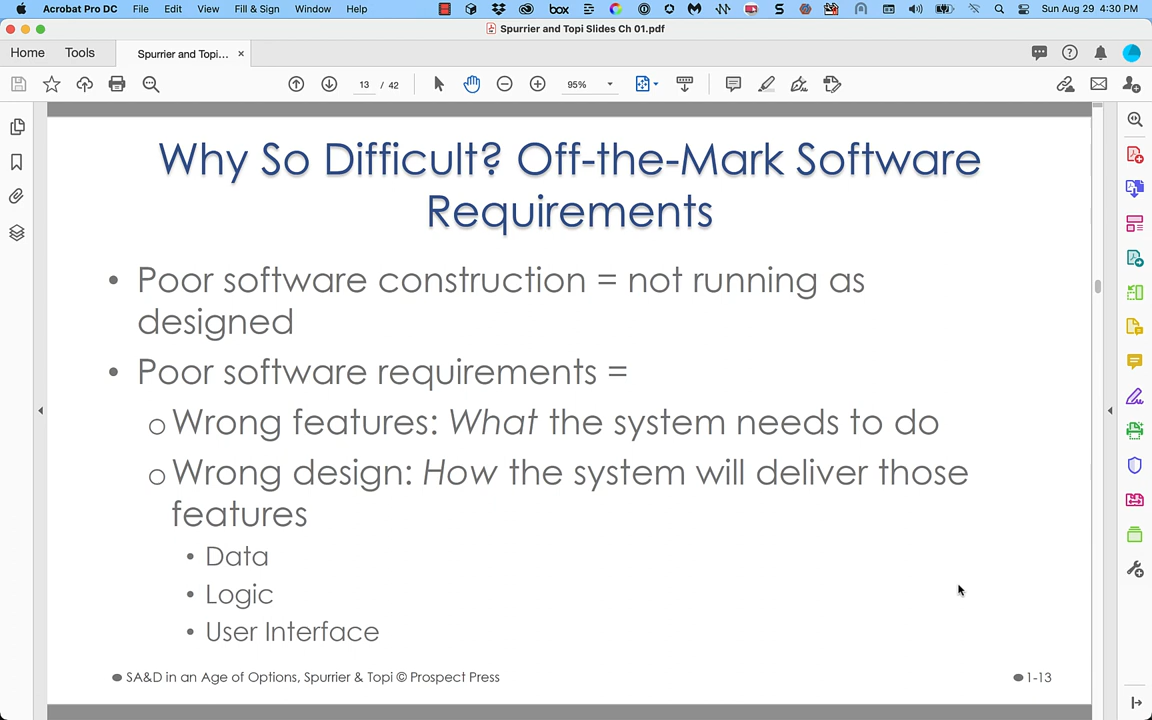 Acrobat Pro DC File Edit View Fill & Sign Window Help box Sun Aug 29 4:30 PM
Spurrier and Topi Slides Ch 01.pdf
Home Tools Spurrier and Topi... ×
13 / 42 95%
Why So Difficult? Off-the-Mark Software
Requirements
• Poor software construction = not running as
designed
• Poor software requirements =
o Wrong features: What the system needs to do
o Wrong design: How the system will deliver those
features
• Data
• Logic
• User Interface
SA&D in an Age of Options, Spurrier & Topi © Prospect Press
1-13